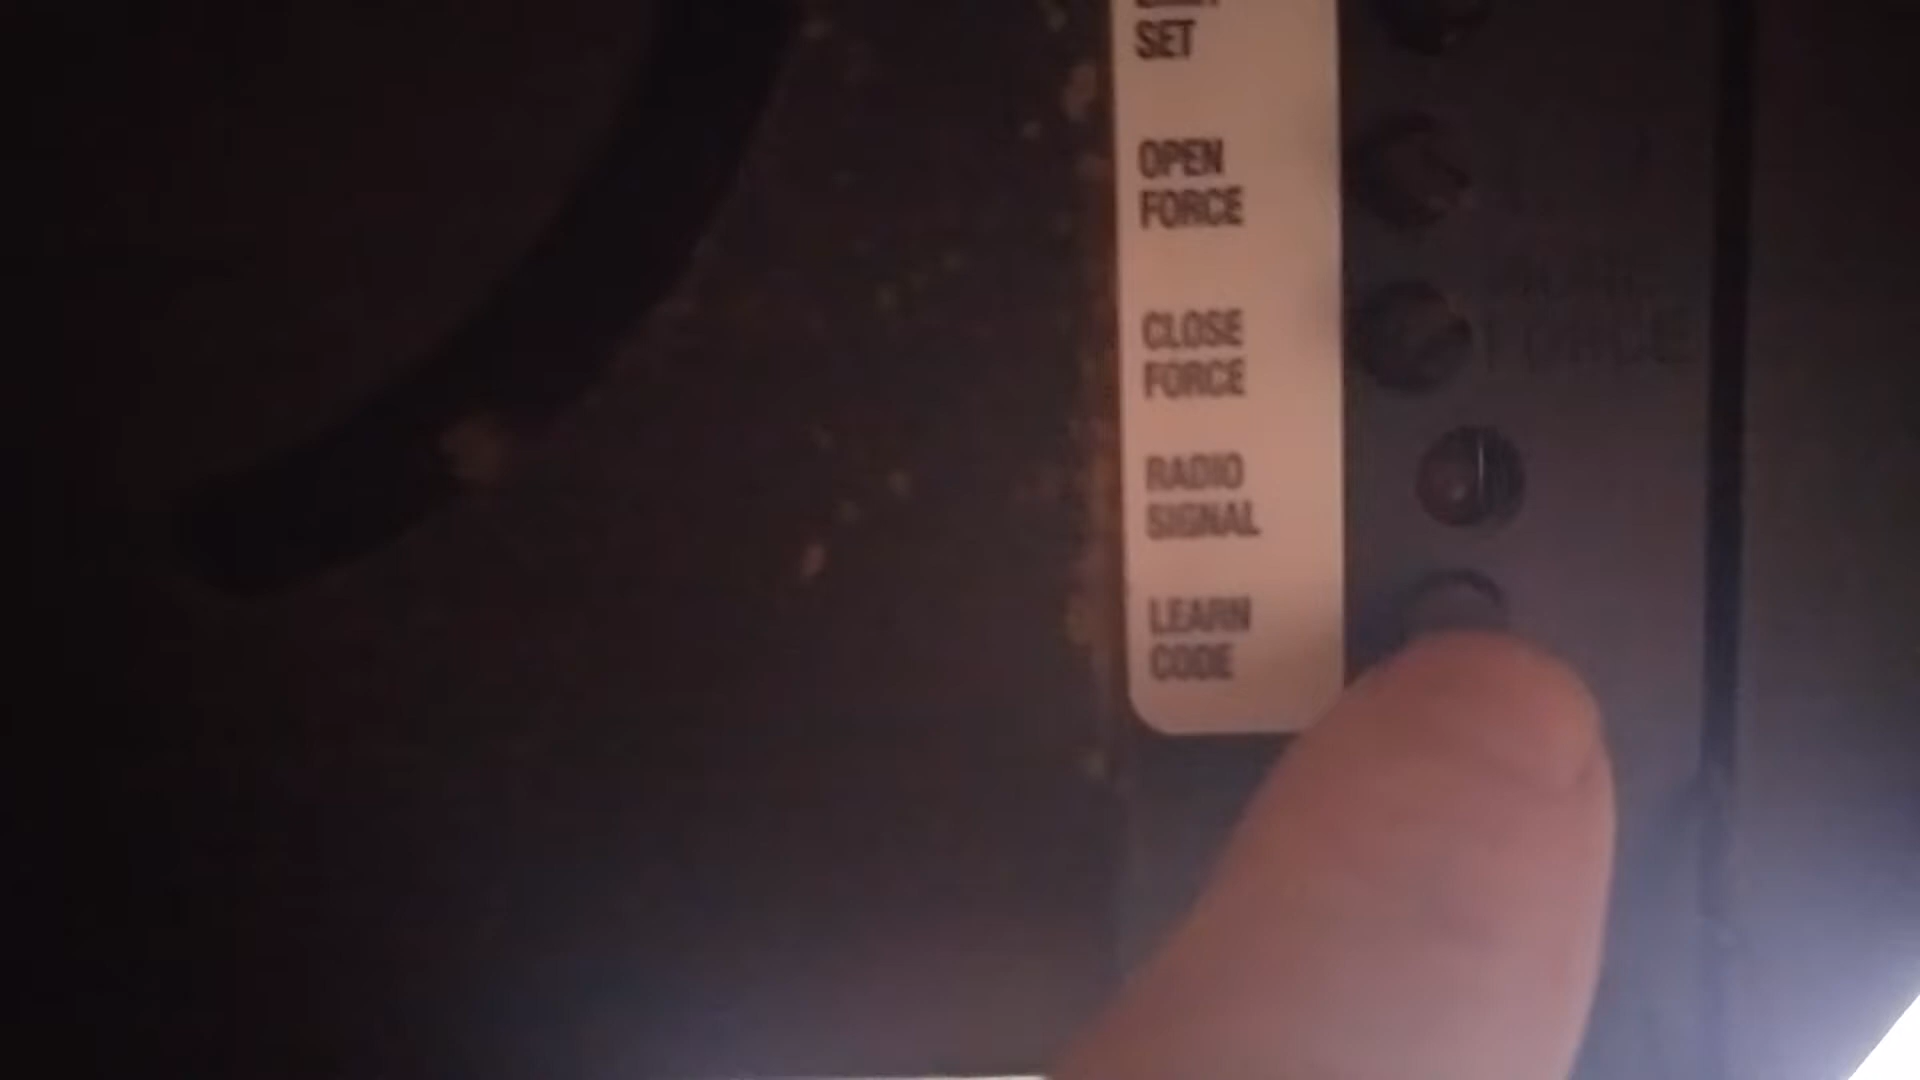 SET
OPEN
FORCE
CLOSE
FORCE
RADIO
SIGNAL
LEARN
CODE